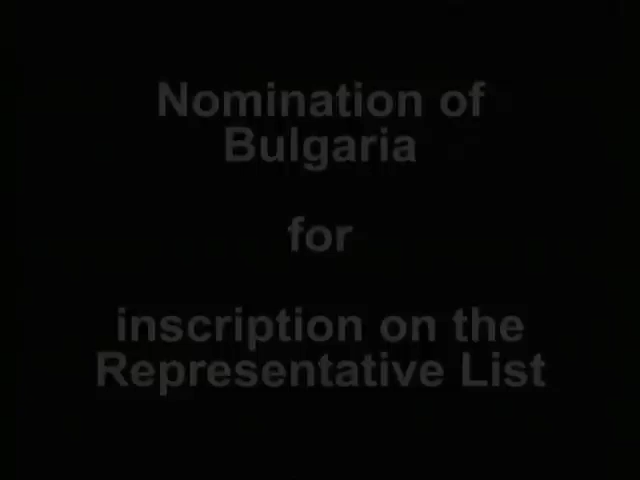 Nomination of
Bulgaria
for
inscription on the
Representative List